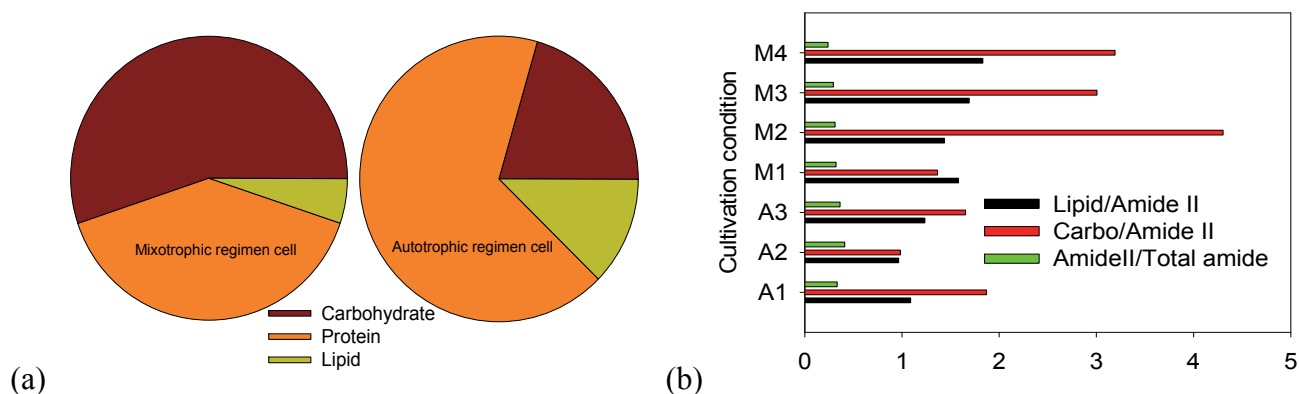 Mixotrophic regimen cell
Autotrophic regimen cell
Carbohydrate
Protein
Lipid
(a)
Cultivation condition
M4
M3
M2
M1
A3
A2
A1
Lipid/Amide II
Carbo/Amide II
AmideII/Total amide
0 1 2 3 4 5
(b)